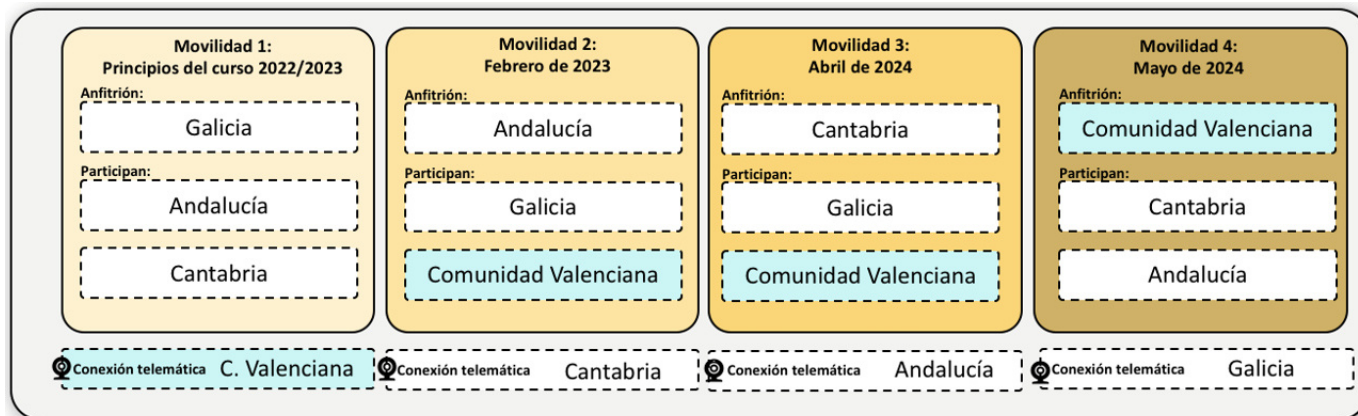 Movilidad 1:
Principios del curso 2022/2023
Anfitrión:
Galicia
Participan:
Andalucía
Cantabria
Conexión telemática C. Valenciana
Movilidad 2:
Febrero de 2023
Anfitrión:
Andalucía
Participan:
Galicia
Comunidad Valenciana
Conexión telemática Cantabria
Movilidad 3:
Abril de 2024
Anfitrión:
Cantabria
Participan:
Galicia
Comunidad Valenciana
Conexión telemática Andalucía
Movilidad 4:
Mayo de 2024
Anfitrión:
Comunidad Valenciana
Participan:
Cantabria
Andalucía
Conexión telemática Galicia